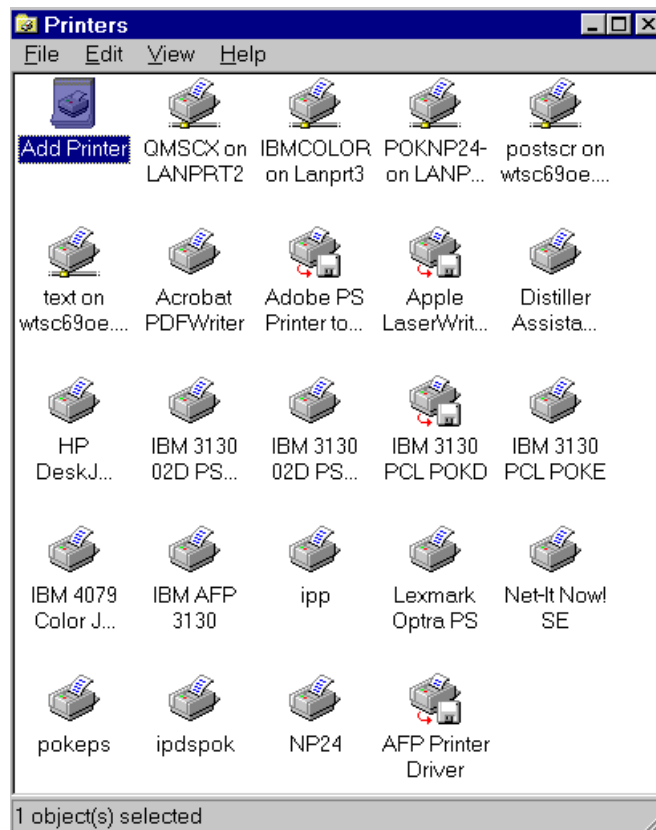 Printers
File Edit View Help
Add Printer
QMSCX on
LANPRT2
IBMCOLOR
on Lanprt3
POKNP24-
on LANP...
postscr on
wtsc69oe....
text on
wtsc69oe....
Acrobat
PDFWriter
Adobe PS
Printer to...
Apple
LaserWrit...
Distiller
Assista...
HP
DeskJ...
IBM 3130
02D PS...
IBM 3130
02D PS...
IBM 3130
PCL POKD
IBM 3130
PCL POKE
IBM 4079
Color J...
IBM AFP
3130
ipp
Lexmark
Optra PS
Net-It Now!
SE
pokeps
ipdspok
NP24
AFP Printer
Driver
1 object(s) selected